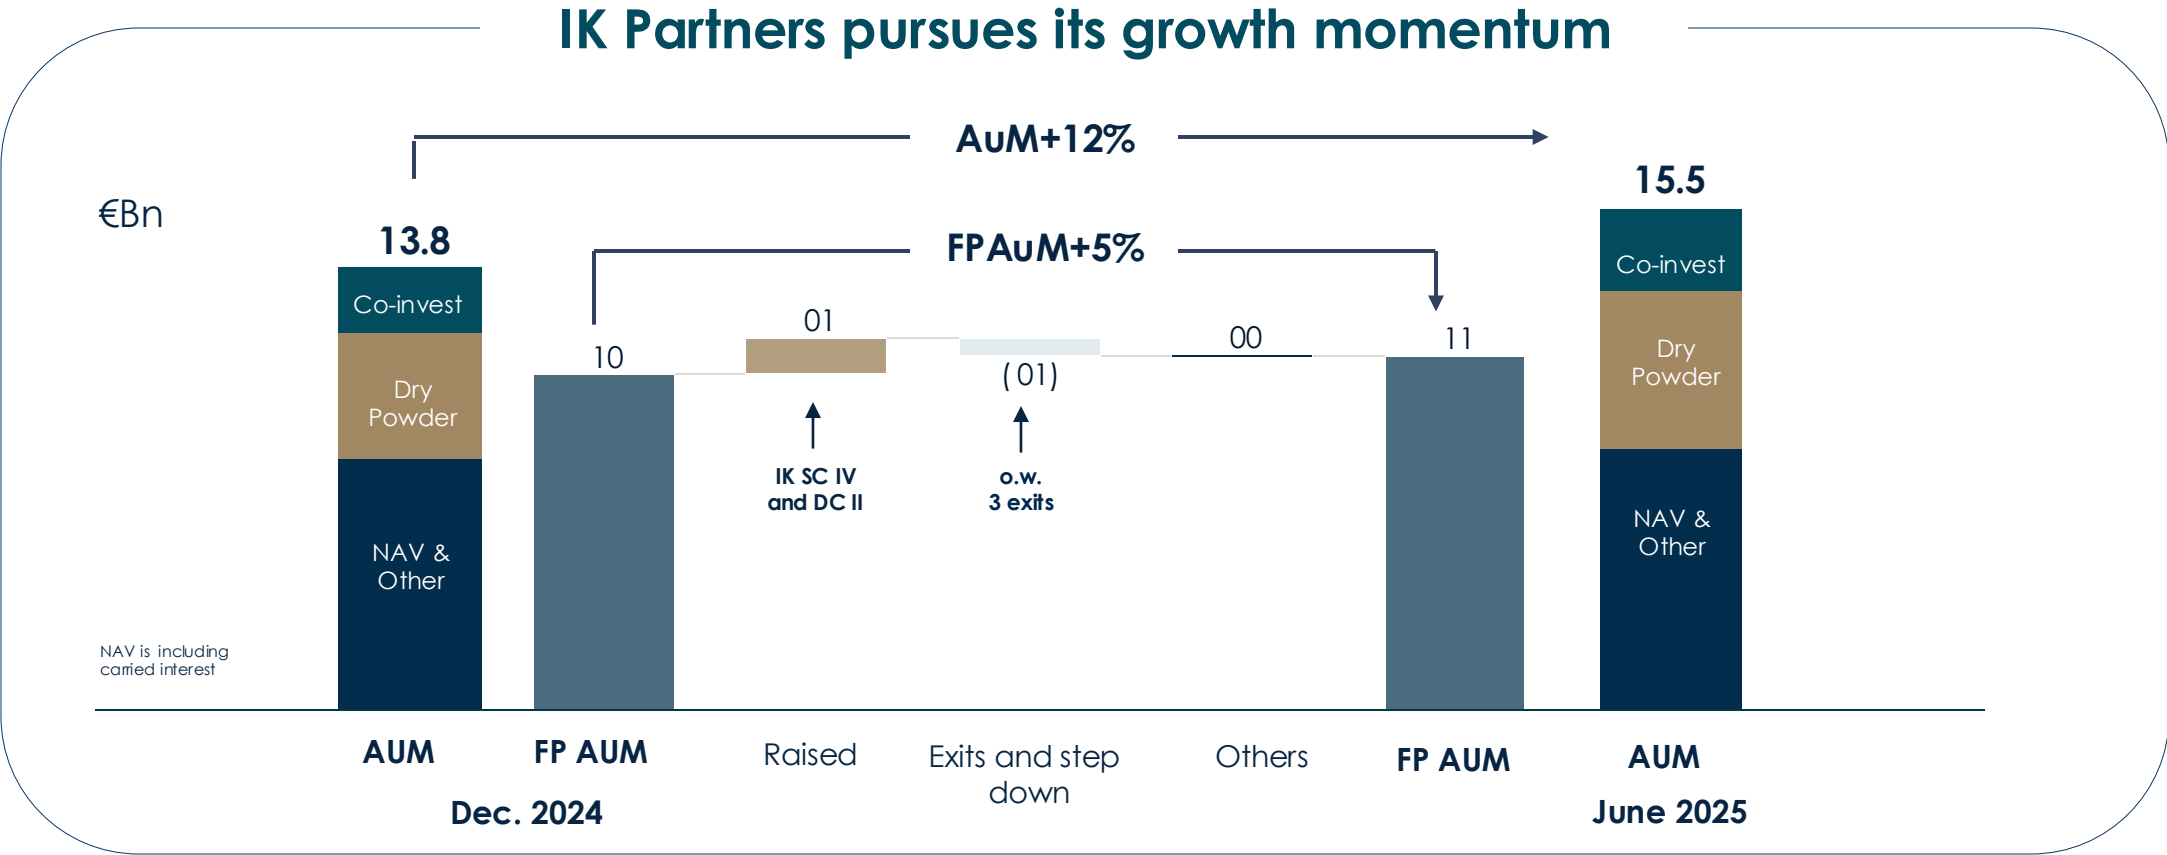 IK Partners pursues its growth momentum
AuM+12%
€Bn
13.8
FPAuM+5%
15.5
Co-invest
Dry
Powder
NAV &
Other
10
01
( 01)
00
11
IK SC IV
and DC II
o.w.
3 exits
Co-invest
Dry
Powder
NAV &
Other
NAV is including
carried interest
AUM
FP AUM
Raised
Exits and step
down
Others
FP AUM
AUM
Dec. 2024
June 2025